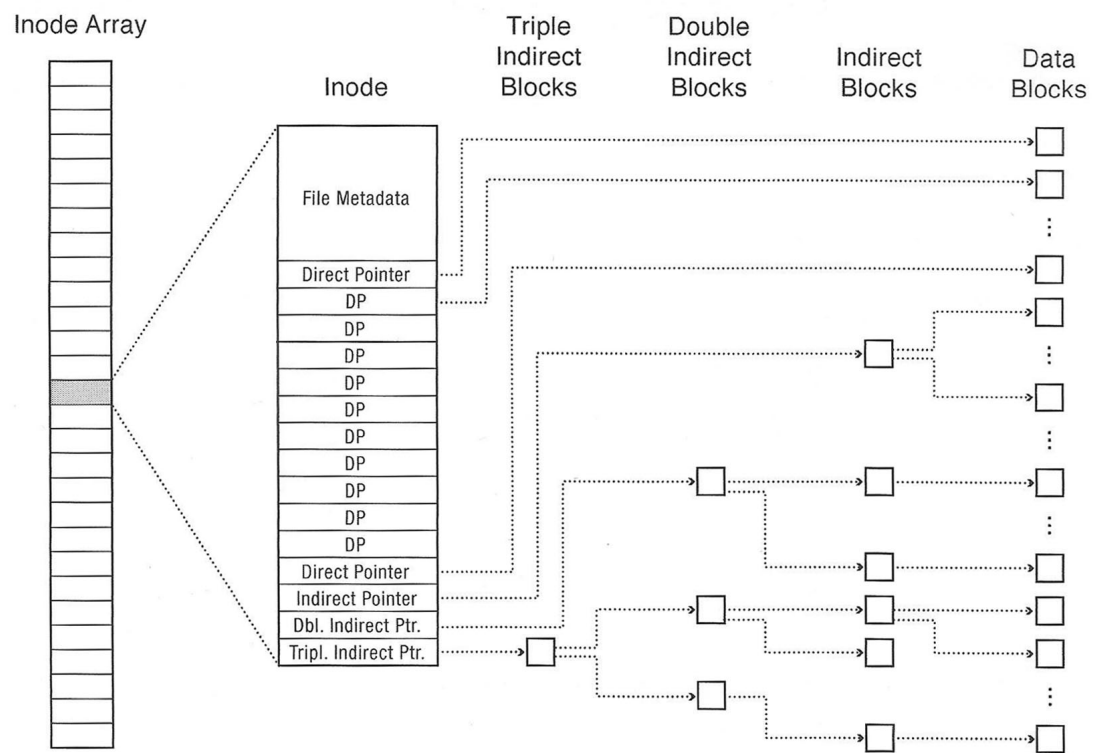 Inode Array
Inode
Triple
Indirect
Blocks
Double
Indirect
Blocks
Indirect
Blocks
Data
Blocks
File Metadata
Direct Pointer
DP
DP
DP
DP
DP
DP
DP
DP
DP
DP
Direct Pointer
Indirect Pointer
Dbl. Indirect Ptr.
Tripl. Indirect Ptr.